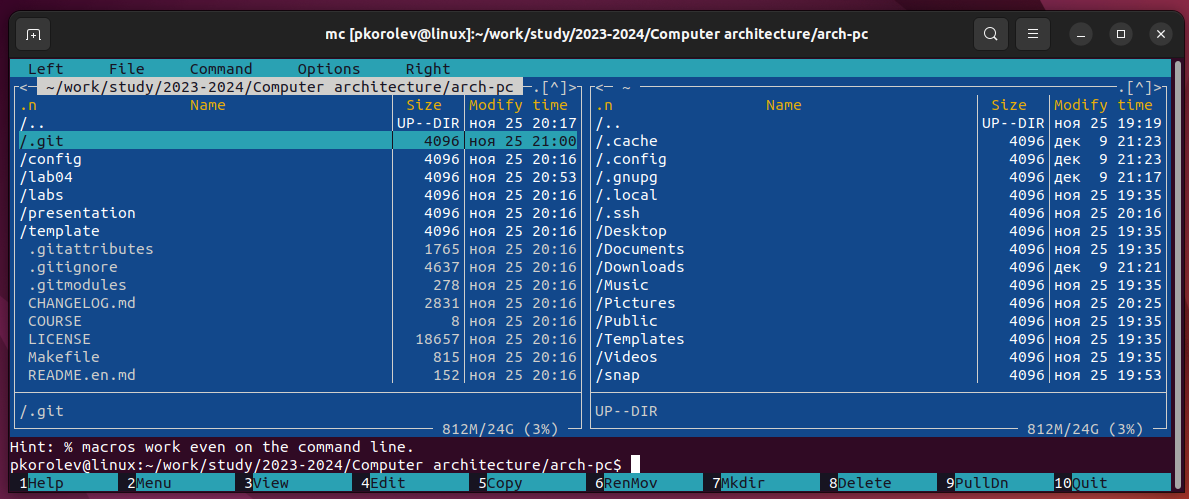 mc [pkorolev@linux]:~/work/study/2023-2024/Computer architecture/arch-pc
Left File Command Options Right
<─ ~/work/study/2023-2024/Computer architecture/arch-pc ─.[^]> <─ ~ ─.[^]>
.n Name Size Modify time .n Name Size Modify time
/.. UP--DIR ноя 25 20:17 /.. UP--DIR ноя 25 19:19
/.git 4096 ноя 25 21:00 /.cache 4096 дек 9 21:23
/config 4096 ноя 25 20:16 /.config 4096 дек 9 21:23
/lab04 4096 ноя 25 20:53 /.gnupg 4096 дек 9 21:17
/labs 4096 ноя 25 20:16 /.local 4096 ноя 25 19:35
/presentation 4096 ноя 25 20:16 /.ssh 4096 ноя 25 20:16
/template 4096 ноя 25 20:16 /Desktop 4096 ноя 25 19:35
.gitattributes 1765 ноя 25 20:16 /Documents 4096 ноя 25 19:35
.gitignore 4637 ноя 25 20:16 /Downloads 4096 дек 9 21:21
.gitmodules 278 ноя 25 20:16 /Music 4096 ноя 25 19:35
CHANGELOG.md 2831 ноя 25 20:16 /Pictures 4096 ноя 25 20:25
COURSE 8 ноя 25 20:16 /Public 4096 ноя 25 19:35
LICENSE 18657 ноя 25 20:16 /Templates 4096 ноя 25 19:35
Makefile 815 ноя 25 20:16 /Videos 4096 ноя 25 19:35
README.en.md 152 ноя 25 20:16 /snap 4096 ноя 25 19:53
/.git UP--DIR
812M/24G (3%) 812M/24G (3%)
Hint: % macros work even on the command line.
pkorolev@linux:~/work/study/2023-2024/Computer architecture/arch-pc$
1Help 2Menu 3View 4Edit 5Copy 6RenMov 7Mkdir 8Delete 9PullDn 10Quit